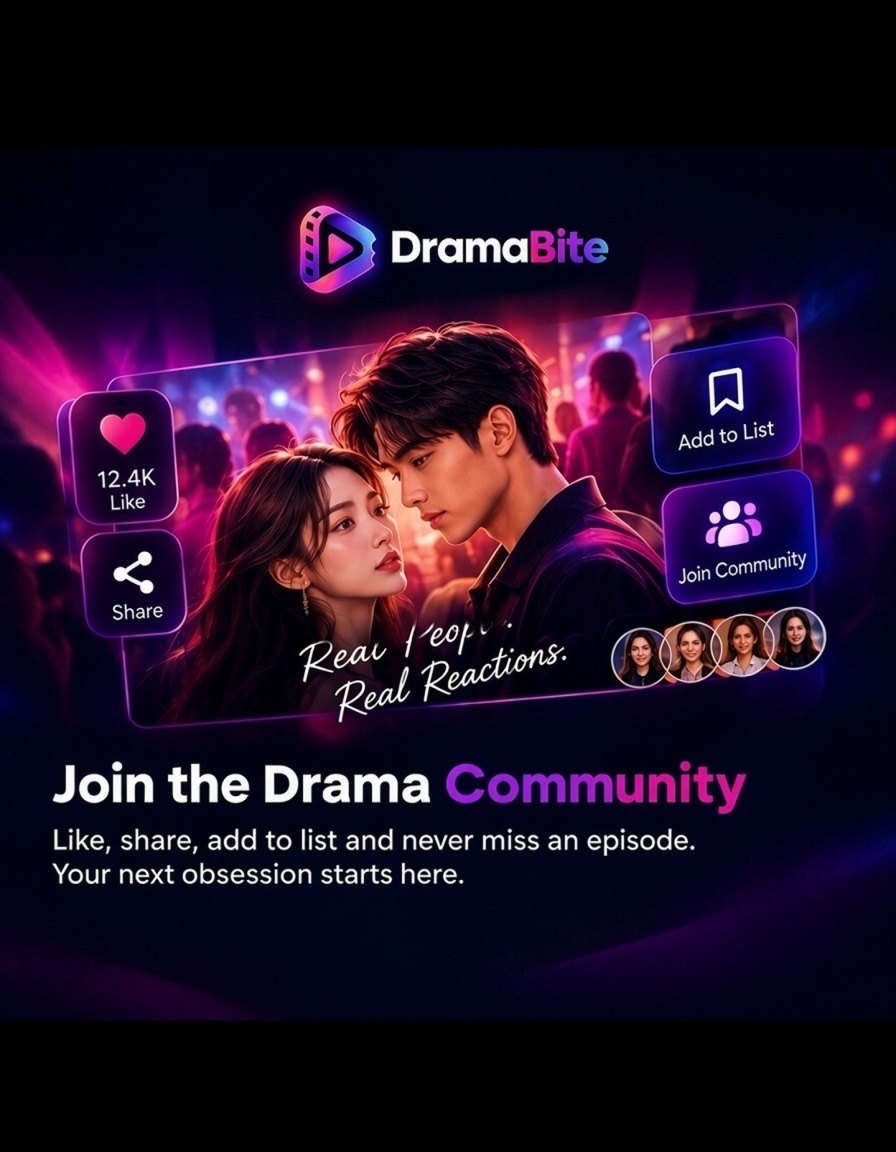 DramaBite
12.4K
Like
Share
Add to List
Join Community
Real
Real Reactions.
Join the Drama Community
Like, share, add to list and never miss an episode.
Your next obsession starts here.